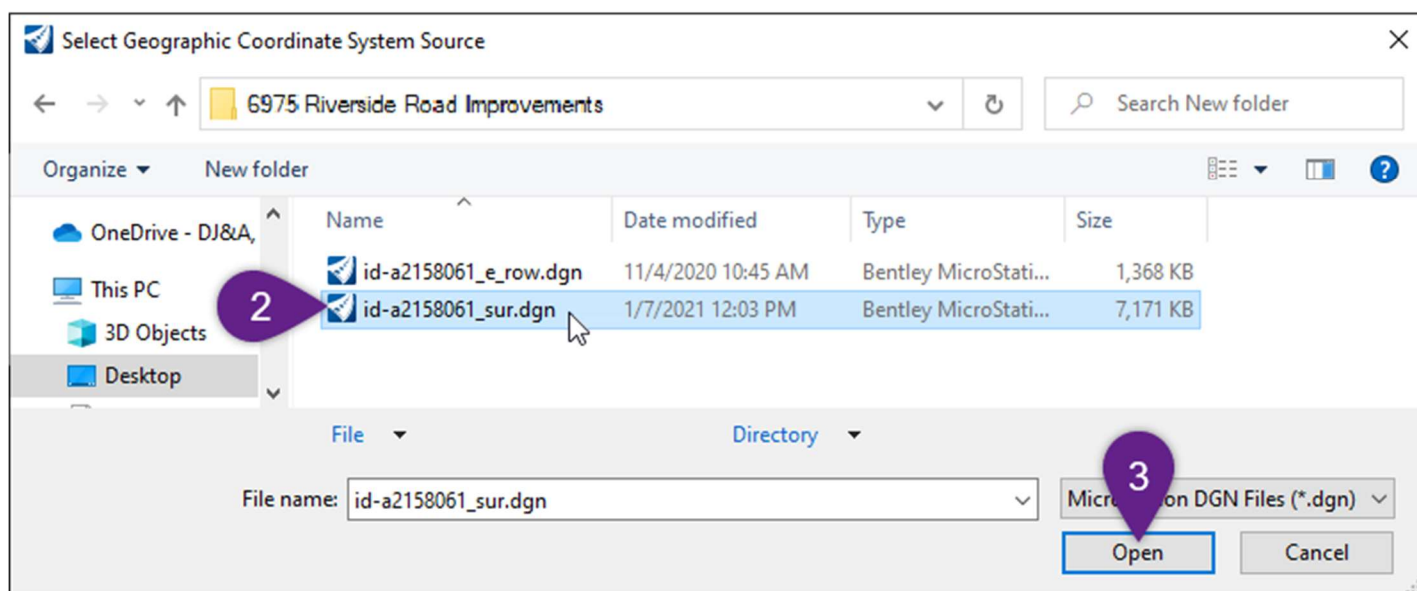 Select Geographic Coordinate System Source
6975 Riverside Road Improvements
Search New folder
Organize
New folder
Name
Date modified
Type
Size
OneDrive - DJ&A,
This PC
3D Objects
Desktop
id-a2158061_e_row.dgn 11/4/2020 10:45 AM Bentley MicroStati... 1,368 KB
2
id-a2158061_sur.dgn 1/7/2021 12:03 PM Bentley MicroStati... 7,171 KB
File
Directory
File name: id-a2158061_sur.dgn
3
on DGN Files (*.dgn)
Open
Cancel